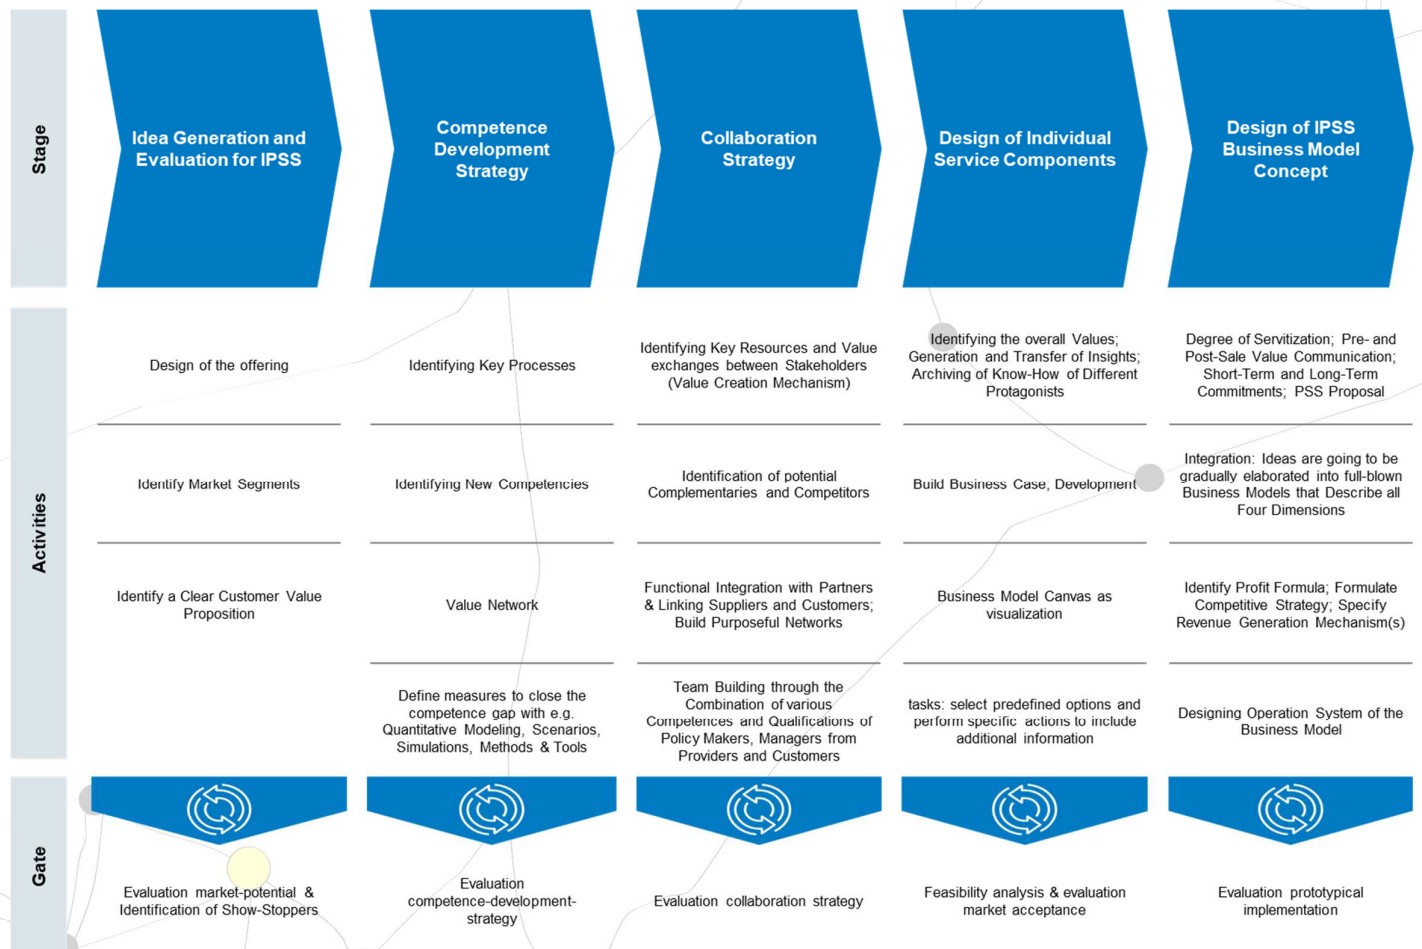 Stage
Idea Generation and
Evaluation for IPSS
Competence
Development
Strategy
Collaboration
Strategy
Design of Individual
Service Components
Design of IPSS
Business Model
Concept
Activities
Design of the offering
Identifying Key Processes
Identifying Key Resources and Value
exchanges between Stakeholders
(Value Creation Mechanism)
Identifying the overall Values;
Generation and Transfer of Insights;
Archiving of Know-How of Different
Protagonists
Degree of Servitization; Pre- and
Post-Sale Value Communication;
Short-Term and Long-Term
Commitments; PSS Proposal
Identify Market Segments
Identifying New Competencies
Identification of potential
Complementaries and Competitors
Build Business Case, Development
Integration: Ideas are going to be
gradually elaborated into full-blown
Business Models that Describe all
Four Dimensions
Identify a Clear Customer Value
Proposition
Value Network
Functional Integration with Partners
& Linking Suppliers and Customers;
Build Purposeful Networks
Business Model Canvas as
visualization
Identify Profit Formula; Formulate
Competitive Strategy; Specify
Revenue Generation Mechanism(s)
Define measures to close the
competence gap with e.g.
Quantitative Modeling, Scenarios,
Simulations, Methods & Tools
Team Building through the
Combination of various
Competences and Qualifications of
Policy Makers, Managers from
Providers and Customers
tasks: select predefined options and
perform specific actions to include
additional information
Designing Operation System of the
Business Model
Gate
Evaluation market-potential &
Identification of Show-Stoppers
Evaluation
competence-development-
strategy
Evaluation collaboration strategy
Feasibility analysis & evaluation
market acceptance
Evaluation prototypical
implementation